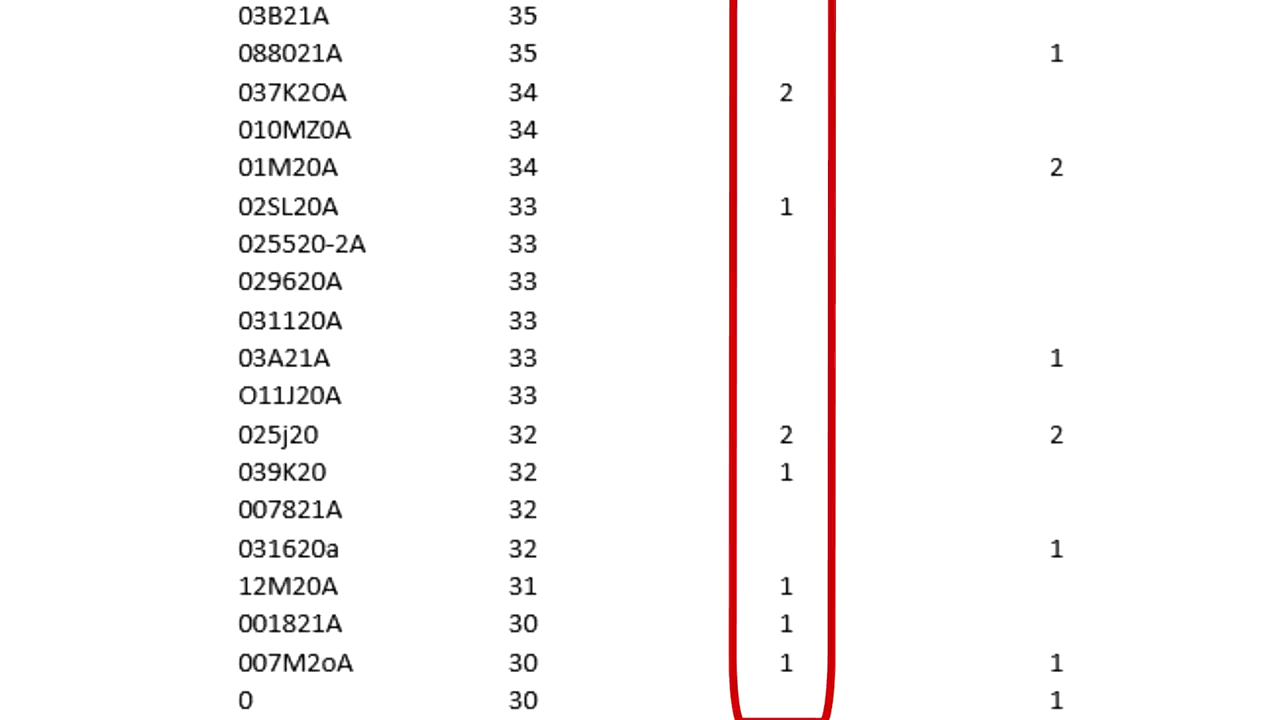 03B21A 35
088021A 35 1
037K2OA 34 2
010MZ0A 34
01M20A 34 2
02SL20A 33 1
025520-2A 33
029620A 33
031120A 33
03A21A 33 1
O11J20A 33
025j20 32 2 2
039K20 32 1
007821A 32
031620a 32 1
12M20A 31 1
001821A 30 1
007M2oA 30 1 1
0 30 1